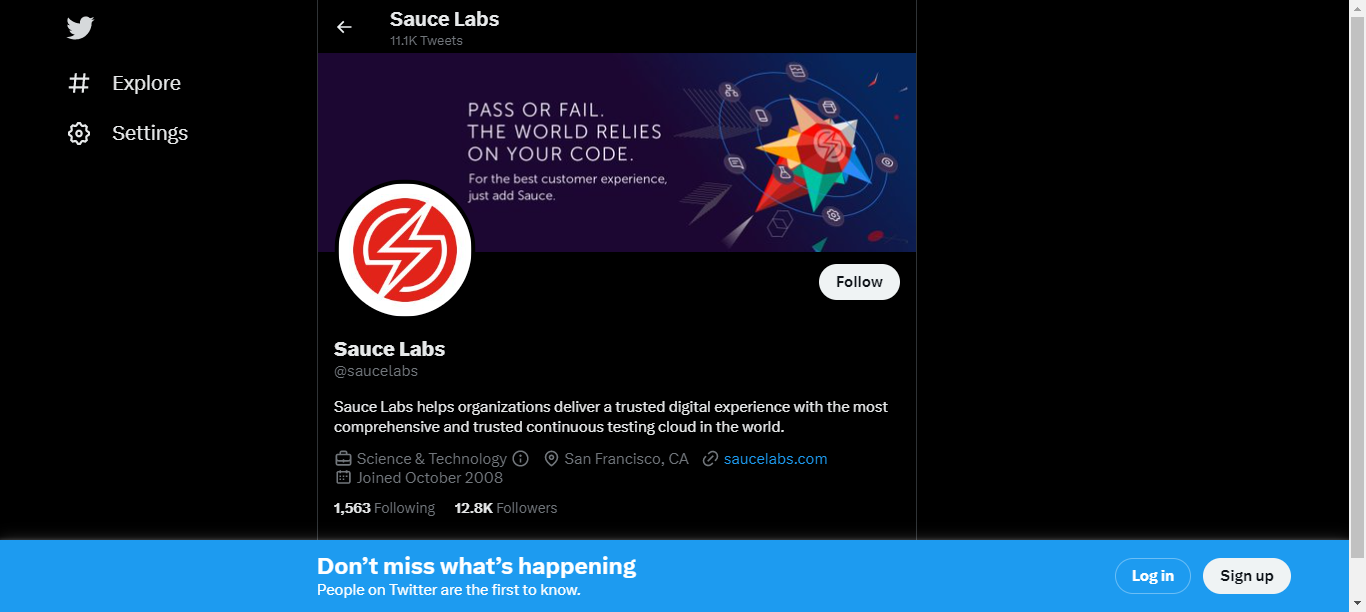 Sauce Labs
11.1K Tweets
Explore
Settings
PASS OR FAIL.
THE WORLD RELIES
ON YOUR CODE.
For the best customer experience,
just add Sauce.
Follow
Sauce Labs
@saucelabs
Sauce Labs helps organizations deliver a trusted digital experience with the most
comprehensive and trusted continuous testing cloud in the world.
Science & Technology San Francisco, CA saucelabs.com
Joined October 2008
1,563 Following 12.8K Followers
Don’t miss what’s happening
People on Twitter are the first to know.
Log in Sign up